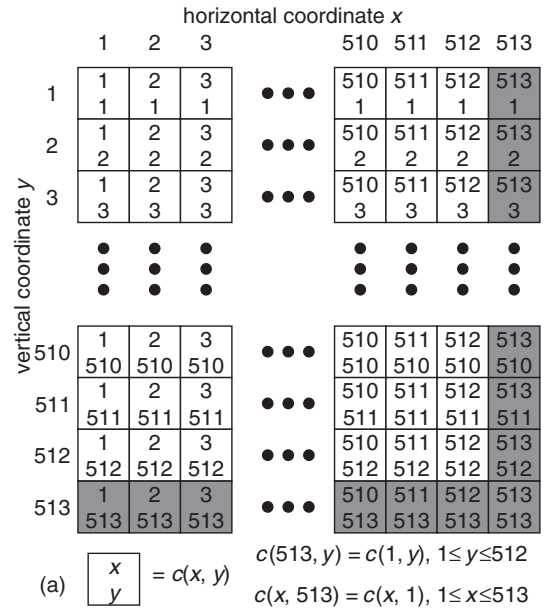 horizontal coordinate x
1 2 3 510 511 512 513
vertical coordinate y
1 2 3 510 511 512 513
1 1 1 1 1 1 1 1
2
1 2 3 510 511 512 513
2 2 2 2 2 2 2
3
1 2 3 510 511 512 513
3 3 3 3 3 3 3
510
1 2 3 510 511 512 513
510 510 510 510 510 510 510
511
1 2 3 510 511 512 513
511 511 511 511 511 511 511
512
1 2 3 510 511 512 513
512 512 512 512 512 512 512
513
1 2 3 510 511 512 513
513 513 513 513 513 513 513
(a) x y = c(x, y)
c(513, y) = c(1, y), 1≤ y ≤512
c(x, 513) = c(x, 1), 1≤ x ≤513